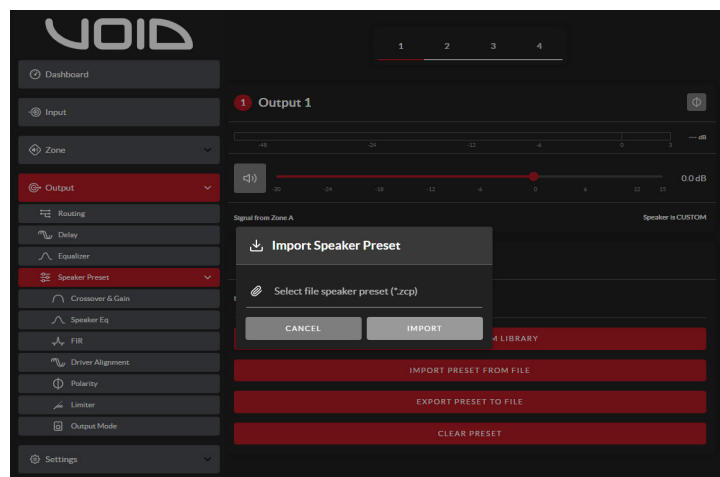 VOID
1 2 3 4
Dashboard
Input
Zone
Output
Routing
Delay
Equalizer
Speaker Preset
Crossover & Gain
Speaker Eq
FIR
Driver Alignment
Polarity
Limiter
Output Mode
Settings
1 Output 1
--- dB
-48 -24 -12 -6 0 3
0.0 dB
-30 -24 -18 -12 -6 0 6 12 15
Signal from Zone A Speaker is CUSTOM
Import Speaker Preset
Select file speaker preset (*.zcp)
CANCEL IMPORT
LIBRARY
IMPORT PRESET FROM FILE
EXPORT PRESET TO FILE
CLEAR PRESET